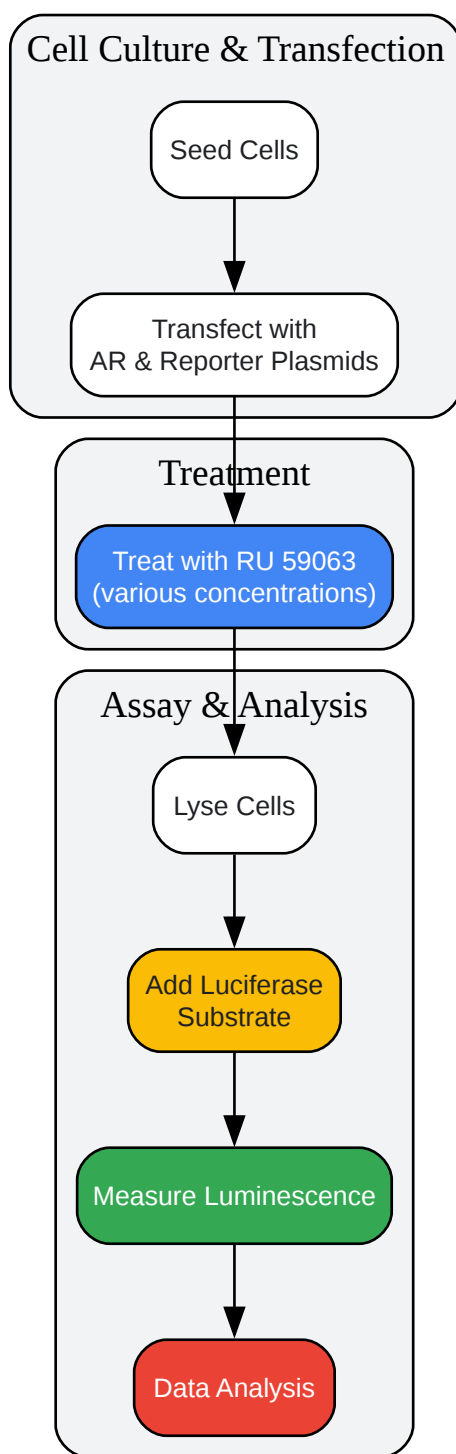 Cell Culture & Transfection
Seed Cells
Transfect with
AR & Reporter Plasmids
Treatment
Treat with RU 59063
(various concentrations)
Assay & Analysis
Lyse Cells
Add Luciferase
Substrate
Measure Luminescence
Data Analysis